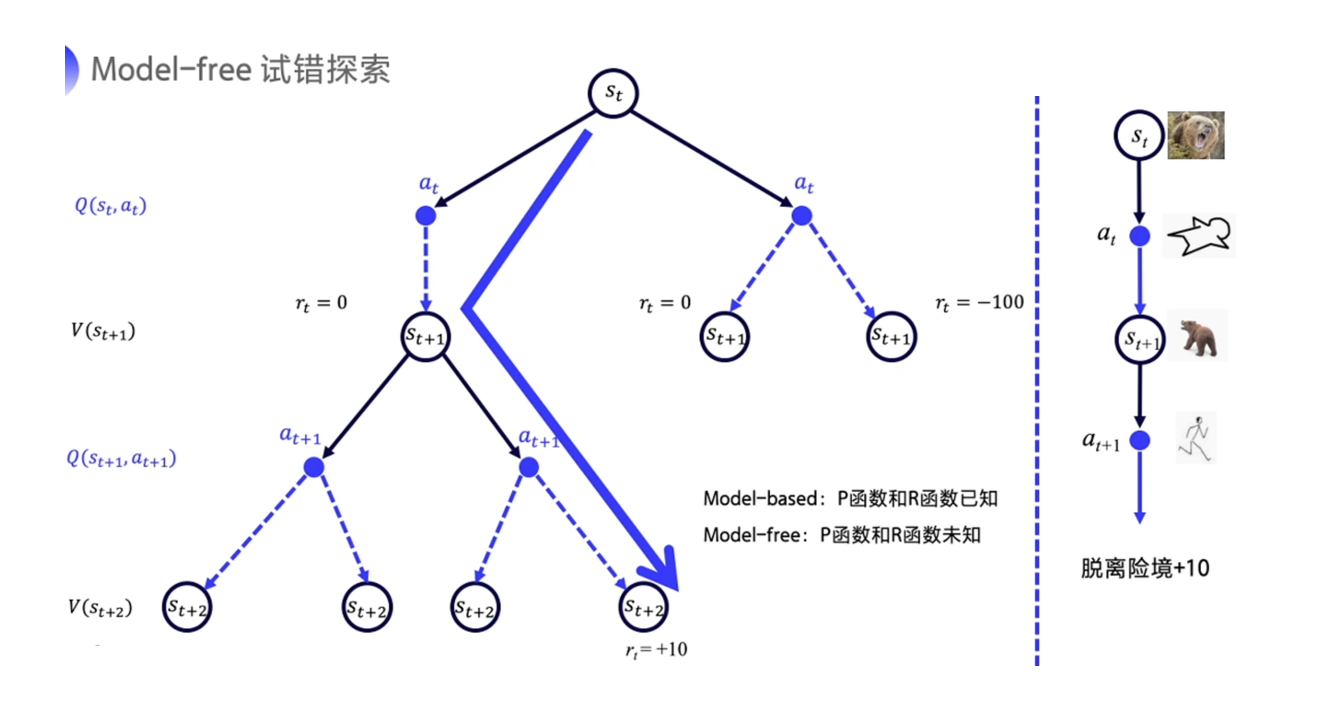 Model-free 试错探索
s_t
a_t
a_t
Q(s_t, a_t)
r_t = 0
r_t = 0
r_t = −100
V(s_{t+1})
s_{t+1}
s_{t+1}
s_{t+1}
a_{t+1}
a_{t+1}
Q(s_{t+1}, a_{t+1})
Model-based：P函数和R函数已知
Model-free：P函数和R函数未知
V(s_{t+2})
s_{t+2}
s_{t+2}
s_{t+2}
s_{t+2}
r_t = +10
s_t
a_t
s_{t+1}
a_{t+1}
脱离险境+10